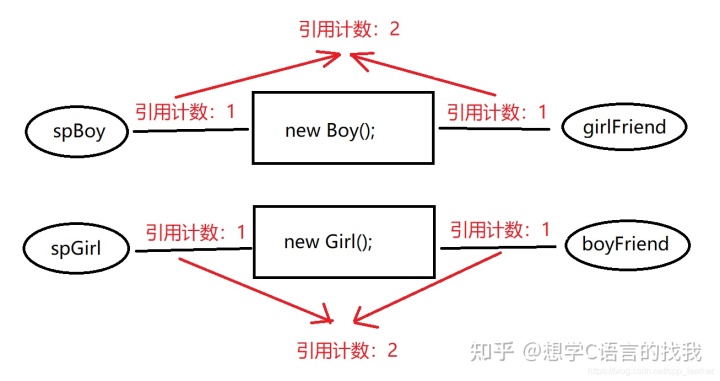 引用计数：2
引用计数：1
引用计数：1
spBoy
new Boy();
girlFriend
引用计数：1
引用计数：1
spGirl
new Girl();
boyFriend
引用计数：2
知乎 @想学C语言的找我